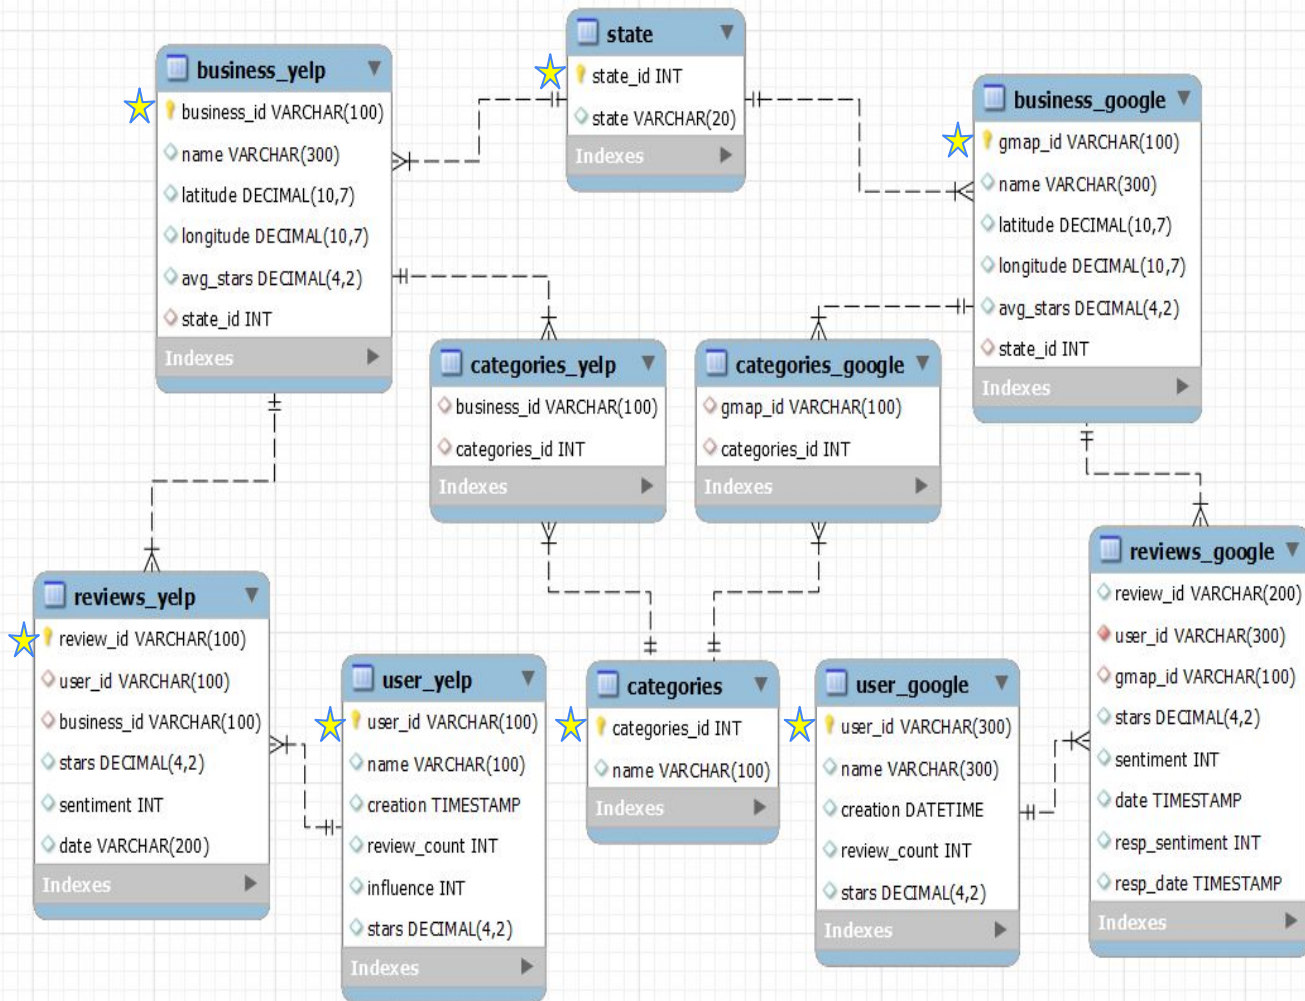 state
state_id INT
state VARCHAR(20)
Indexes
business_yelp
business_id VARCHAR(100)
name VARCHAR(300)
latitude DECIMAL(10,7)
longitude DECIMAL(10,7)
avg_stars DECIMAL(4,2)
state_id INT
Indexes
business_google
gmap_id VARCHAR(100)
name VARCHAR(300)
latitude DECIMAL(10,7)
longitude DECIMAL(10,7)
avg_stars DECIMAL(4,2)
state_id INT
Indexes
categories_yelp
business_id VARCHAR(100)
categories_id INT
Indexes
categories_google
gmap_id VARCHAR(100)
categories_id INT
Indexes
reviews_yelp
review_id VARCHAR(100)
user_id VARCHAR(100)
business_id VARCHAR(100)
stars DECIMAL(4,2)
sentiment INT
date VARCHAR(200)
Indexes
user_yelp
user_id VARCHAR(100)
name VARCHAR(100)
creation TIMESTAMP
review_count INT
influence INT
stars DECIMAL(4,2)
Indexes
categories
categories_id INT
name VARCHAR(100)
Indexes
user_google
user_id VARCHAR(300)
name VARCHAR(300)
creation DATETIME
review_count INT
stars DECIMAL(4,2)
Indexes
reviews_google
review_id VARCHAR(200)
user_id VARCHAR(300)
gmap_id VARCHAR(100)
stars DECIMAL(4,2)
sentiment INT
date TIMESTAMP
resp_sentiment INT
resp_date TIMESTAMP
Indexes